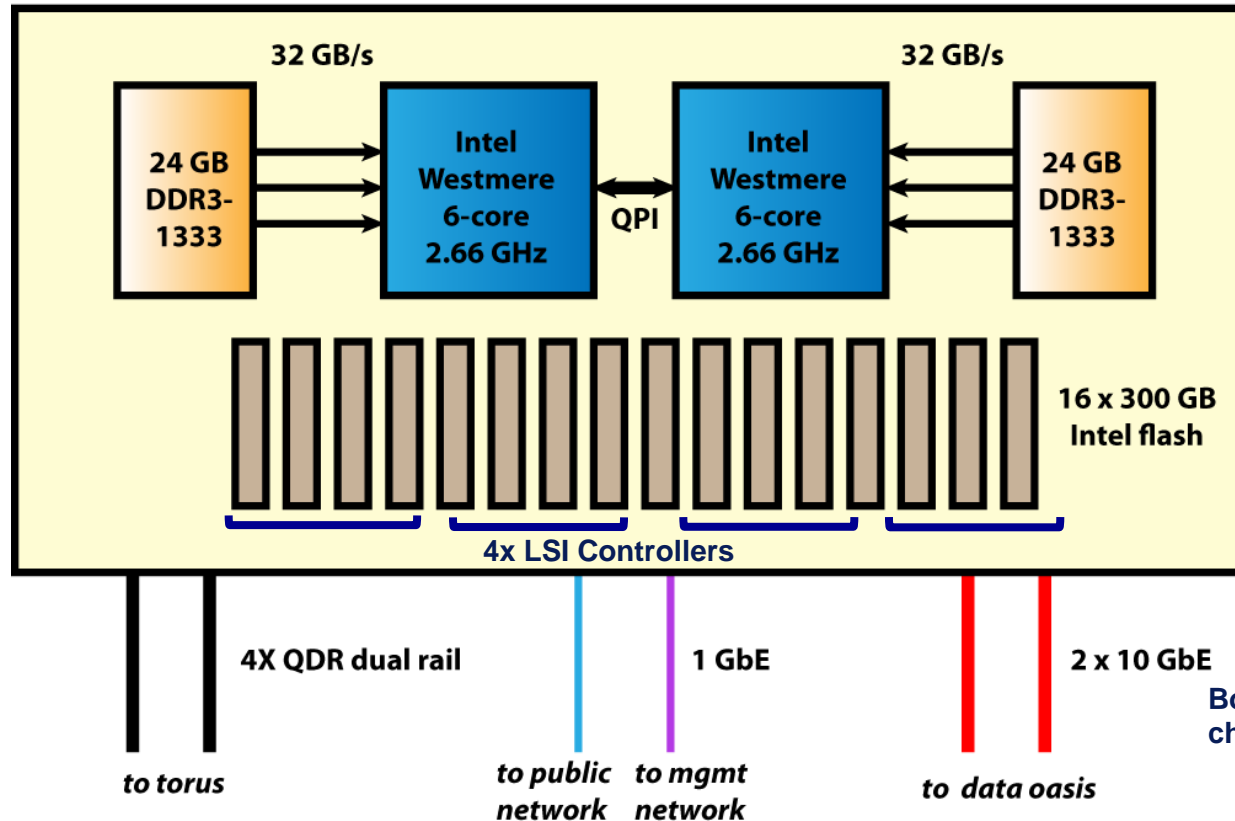 32 GB/s
32 GB/s
24 GB
DDR3-
1333
Intel
Westmere
6-core
2.66 GHz
QPI
Intel
Westmere
6-core
2.66 GHz
24 GB
DDR3-
1333
16 x 300 GB
Intel flash
4x LSI Controllers
4X QDR dual rail
1 GbE
2 x 10 GbE
to torus
to public
network
to mgmt
network
to data oasis